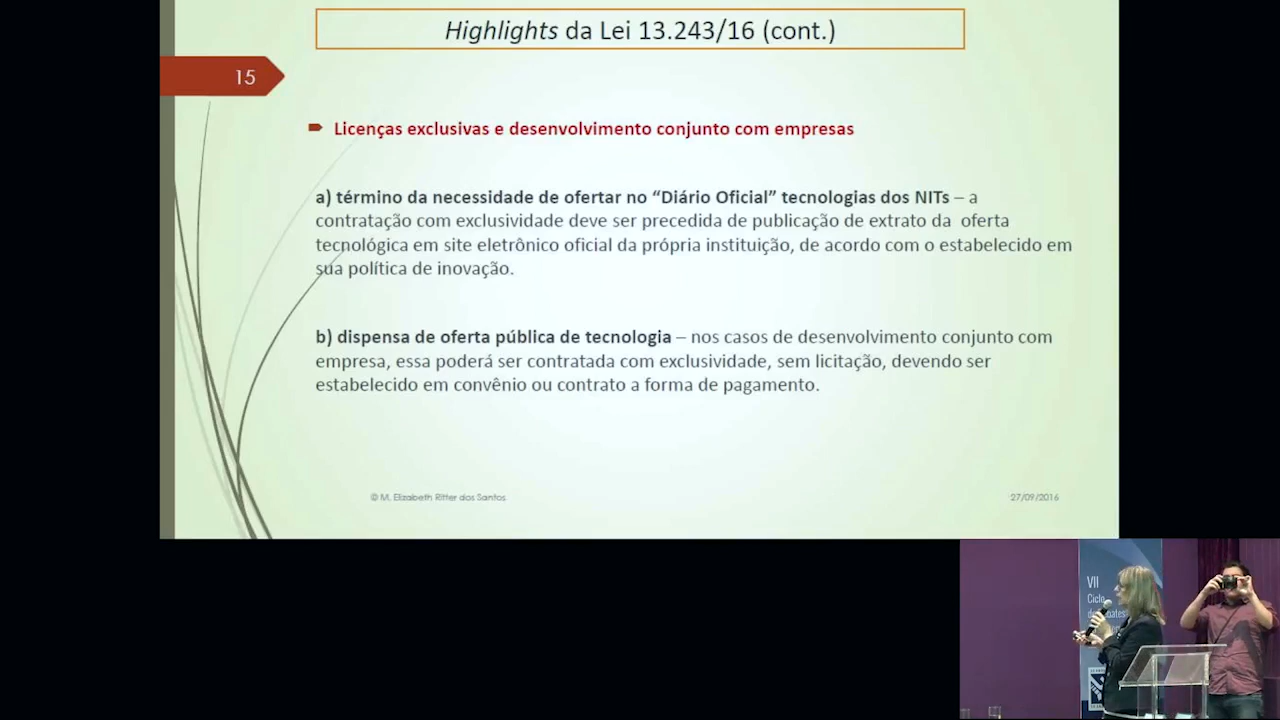 Highlights da Lei 13.243/16 (cont.)
15
Licenças exclusivas e desenvolvimento conjunto com empresas
a) término da necessidade de ofertar no “Diário Oficial” tecnologias dos NITs – a
contratação com exclusividade deve ser precedida de publicação de extrato da oferta
tecnológica em site eletrônico oficial da própria instituição, de acordo com o estabelecido em
sua política de inovação.
b) dispensa de oferta pública de tecnologia – nos casos de desenvolvimento conjunto com
empresa, essa poderá ser contratada com exclusividade, sem licitação, devendo ser
estabelecido em convênio ou contrato a forma de pagamento.
© M. Elizabeth Ritter dos Santos
27/09/2016
VII